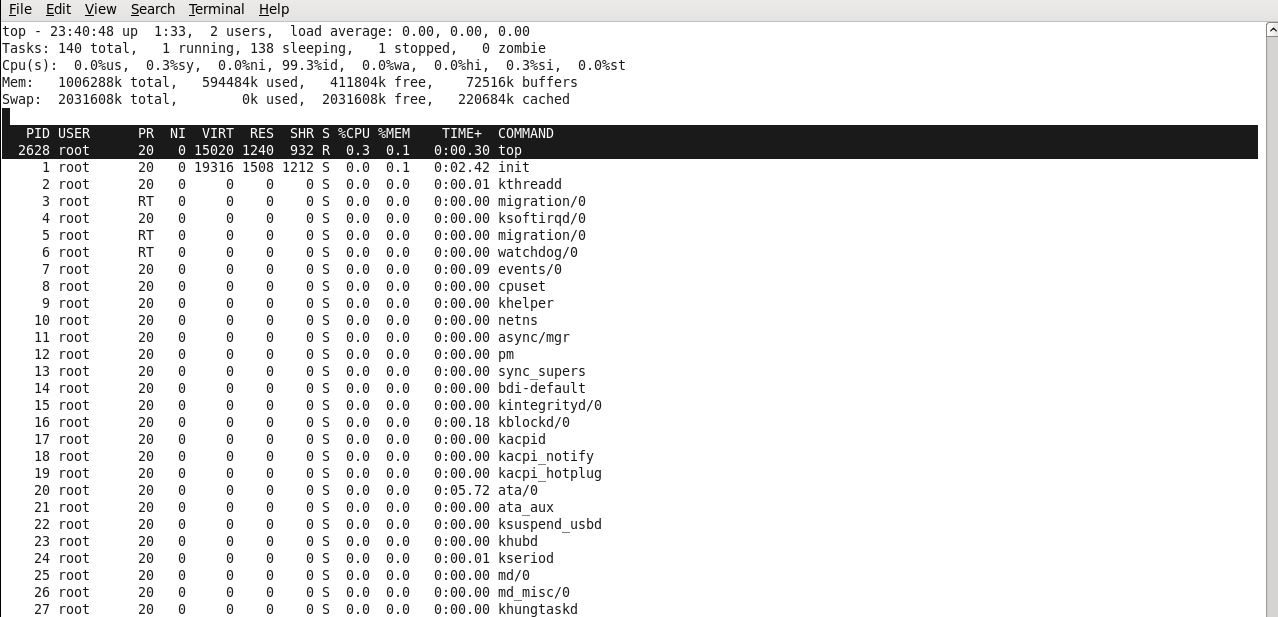 File Edit View Search Terminal Help
top - 23:40:48 up  1:33,  2 users,  load average: 0.00, 0.00, 0.00
Tasks: 140 total,   1 running, 138 sleeping,   1 stopped,   0 zombie
Cpu(s):  0.0%us,  0.3%sy,  0.0%ni, 99.3%id,  0.0%wa,  0.0%hi,  0.3%si,  0.0%st
Mem:   1006288k total,   594484k used,   411804k free,    72516k buffers
Swap:  2031608k total,        0k used,  2031608k free,   220684k cached
PID USER      PR  NI  VIRT  RES  SHR S %CPU %MEM    TIME+  COMMAND
2628 root      20   0 15020 1240  932 R  0.3  0.1   0:00.30 top
1 root      20   0 19316 1508 1212 S  0.0  0.1   0:02.42 init
2 root      20   0     0    0    0 S  0.0  0.0   0:00.01 kthreadd
3 root      RT   0     0    0    0 S  0.0  0.0   0:00.00 migration/0
4 root      20   0     0    0    0 S  0.0  0.0   0:00.00 ksoftirqd/0
5 root      RT   0     0    0    0 S  0.0  0.0   0:00.00 migration/0
6 root      RT   0     0    0    0 S  0.0  0.0   0:00.00 watchdog/0
7 root      20   0     0    0    0 S  0.0  0.0   0:00.09 events/0
8 root      20   0     0    0    0 S  0.0  0.0   0:00.00 cpuset
9 root      20   0     0    0    0 S  0.0  0.0   0:00.00 khelper
10 root      20   0     0    0    0 S  0.0  0.0   0:00.00 netns
11 root      20   0     0    0    0 S  0.0  0.0   0:00.00 async/mgr
12 root      20   0     0    0    0 S  0.0  0.0   0:00.00 pm
13 root      20   0     0    0    0 S  0.0  0.0   0:00.00 sync_supers
14 root      20   0     0    0    0 S  0.0  0.0   0:00.00 bdi-default
15 root      20   0     0    0    0 S  0.0  0.0   0:00.00 kintegrityd/0
16 root      20   0     0    0    0 S  0.0  0.0   0:00.18 kblockd/0
17 root      20   0     0    0    0 S  0.0  0.0   0:00.00 kacpid
18 root      20   0     0    0    0 S  0.0  0.0   0:00.00 kacpi_notify
19 root      20   0     0    0    0 S  0.0  0.0   0:00.00 kacpi_hotplug
20 root      20   0     0    0    0 S  0.0  0.0   0:05.72 ata/0
21 root      20   0     0    0    0 S  0.0  0.0   0:00.00 ata_aux
22 root      20   0     0    0    0 S  0.0  0.0   0:00.00 ksuspend_usbd
23 root      20   0     0    0    0 S  0.0  0.0   0:00.00 khubd
24 root      20   0     0    0    0 S  0.0  0.0   0:00.01 kseriod
25 root      20   0     0    0    0 S  0.0  0.0   0:00.00 md/0
26 root      20   0     0    0    0 S  0.0  0.0   0:00.00 md_misc/0
27 root      20   0     0    0    0 S  0.0  0.0   0:00.00 khungtaskd